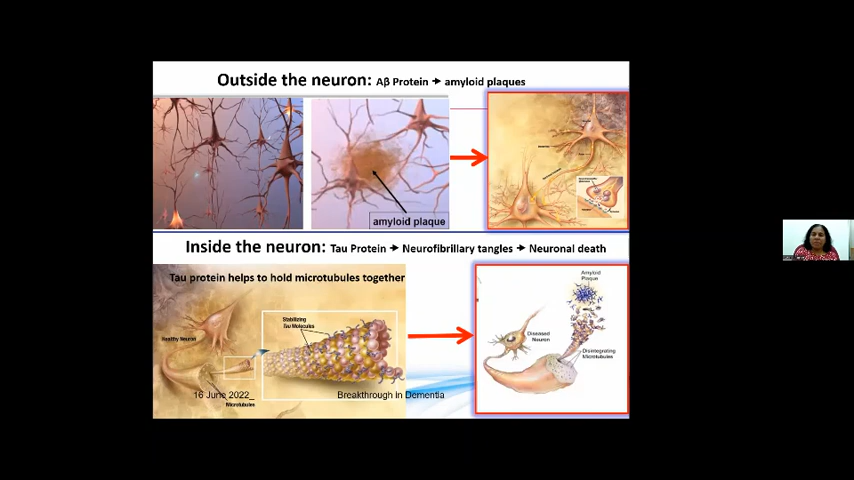 Outside the neuron: Aβ Protein → amyloid plaques
amyloid plaque
Inside the neuron: Tau Protein → Neurofibrillary tangles → Neuronal death
Tau protein helps to hold microtubules together
Stabilizing
Tau Molecules
Healthy Neuron
Microtubules
Amyloid
Plaque
Diseased
Neuron
Disintegrating
Microtubules
16 June 2022_
Breakthrough in Dementia